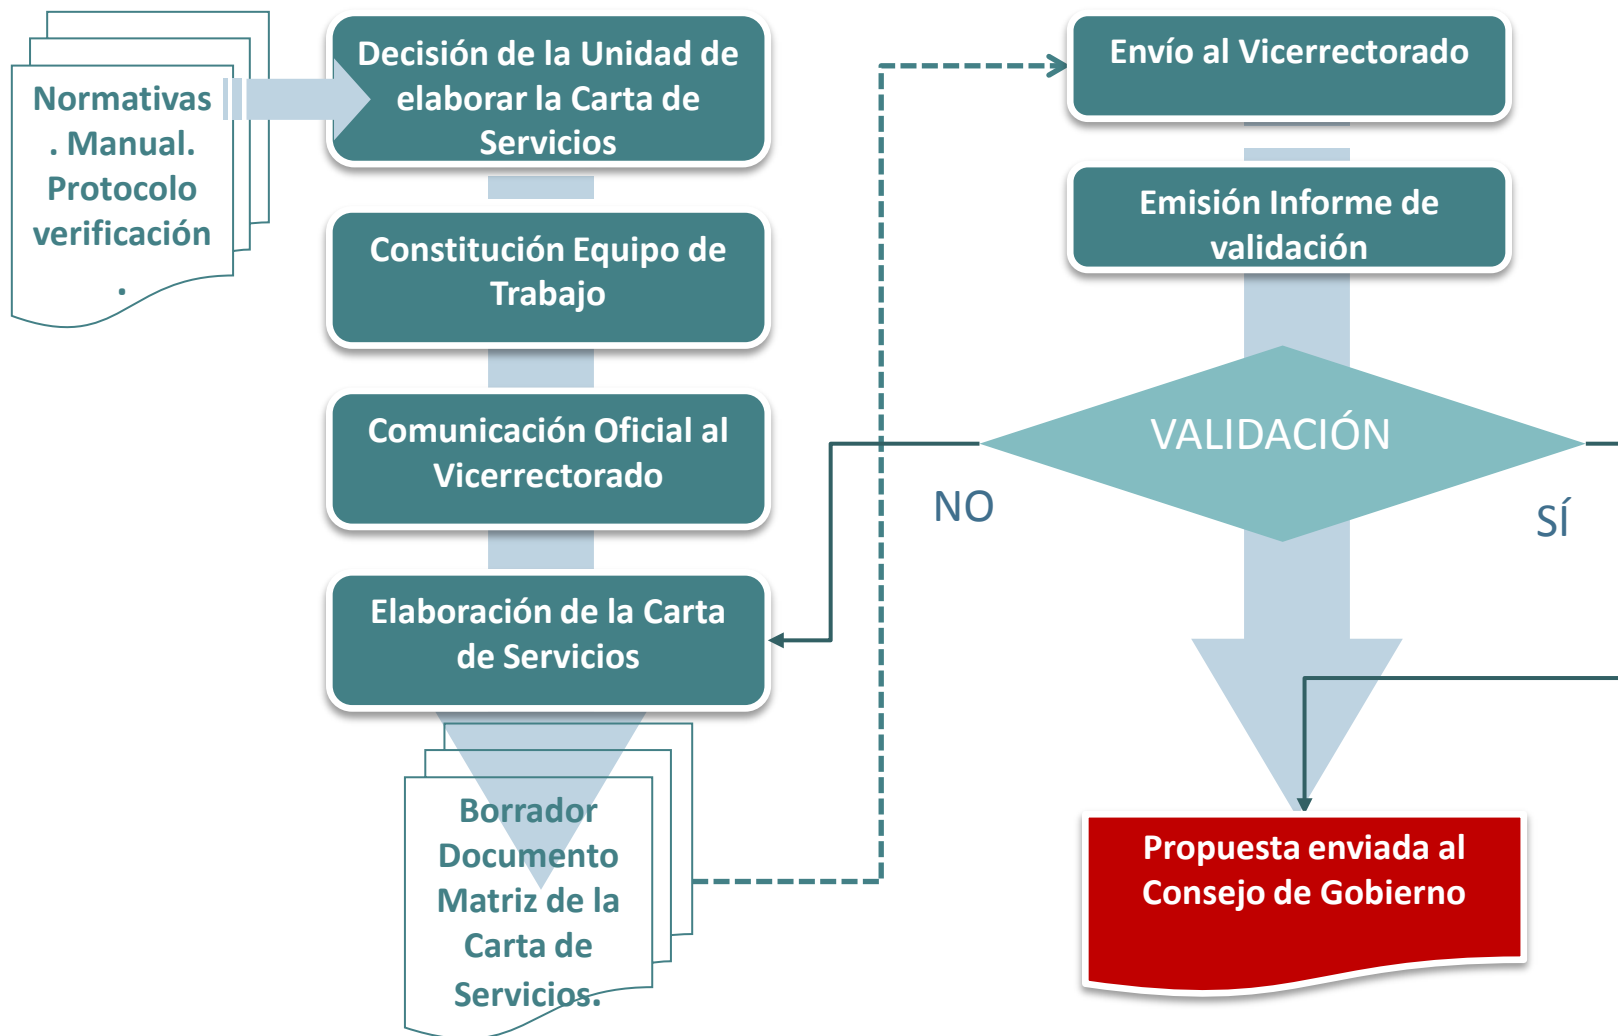 Normativas
. Manual.
Protocolo
verificación
.
Decisión de la Unidad de
elaborar la Carta de
Servicios
Constitución Equipo de
Trabajo
Comunicación Oficial al
Vicerrectorado
Elaboración de la Carta
de Servicios
Borrador
Documento
Matriz de la
Carta de
Servicios.
Envío al Vicerrectorado
Emisión Informe de
validación
VALIDACIÓN
NO
SÍ
Propuesta enviada al
Consejo de Gobierno